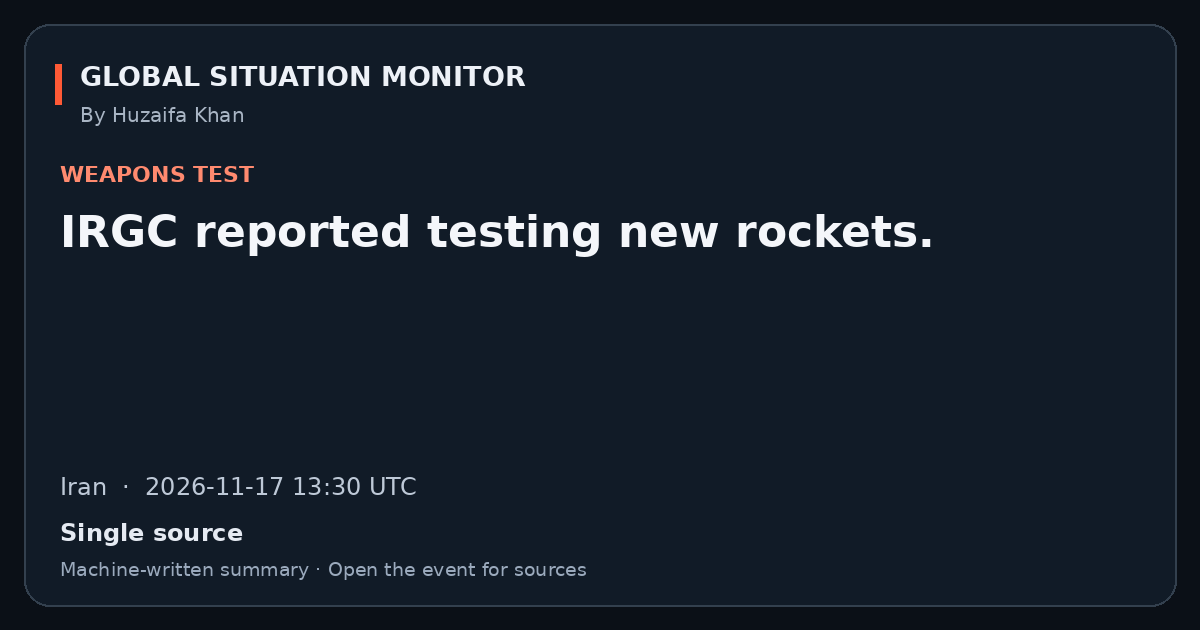 GLOBAL SITUATION MONITOR
By Huzaifa Khan
WEAPONS TEST
IRGC reported testing new rockets.
Iran · 2026-11-17 13:30 UTC
Single source
Machine-written summary · Open the event for sources